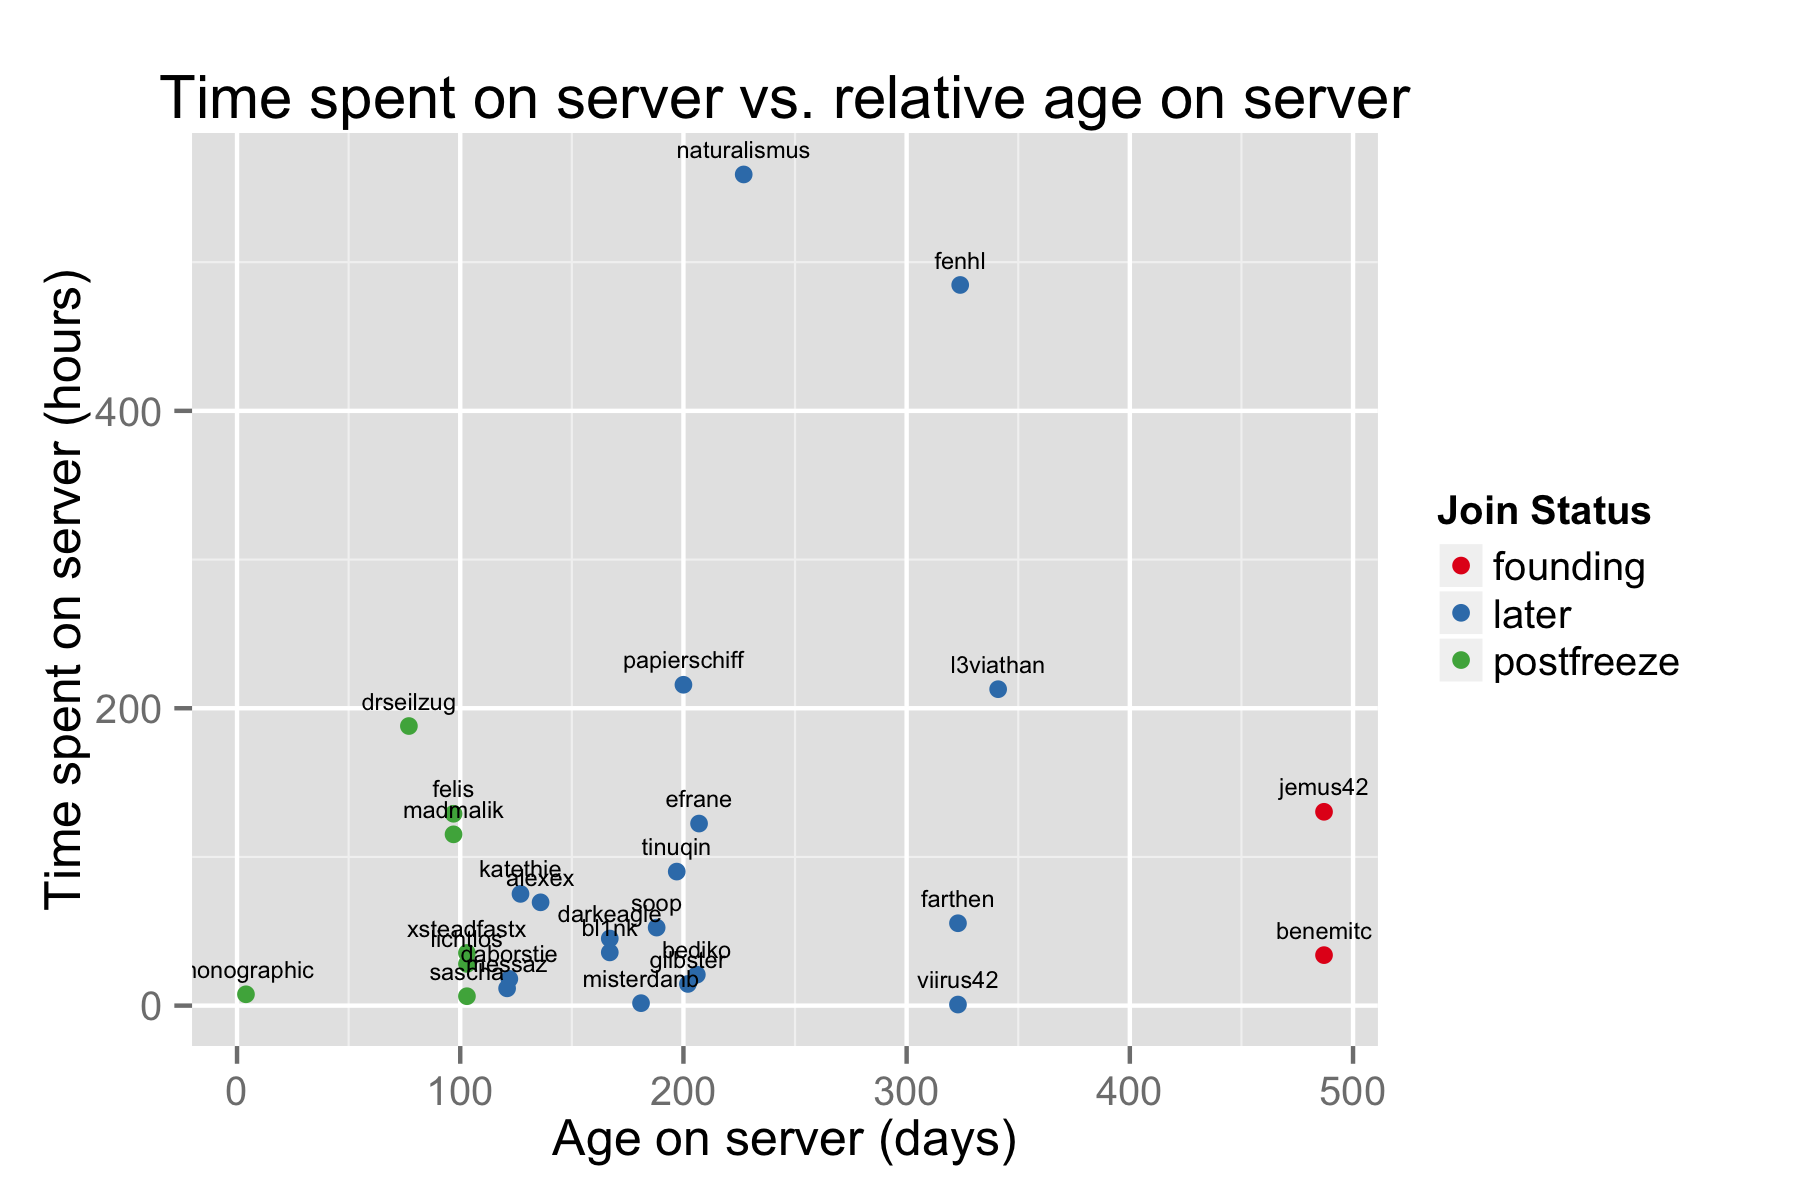 Time spent on server vs. relative age on server
naturalismus
fenhl
papierschiff
l3viathan
drseilzug
felis
madmalik
jemus42
efrane
tinuqin
katethie
alexex
soop
darkeagle
bl1nk
farthen
xsteadfastx
lichtlos
benemitc
bediko
daborstie
glibster
messaz
sascha
misterdanb
viirus42
400
200
0
0 100 200 300 400 500
Age on server (days)
Time spent on server (hours)
Join Status
founding
later
postfreeze